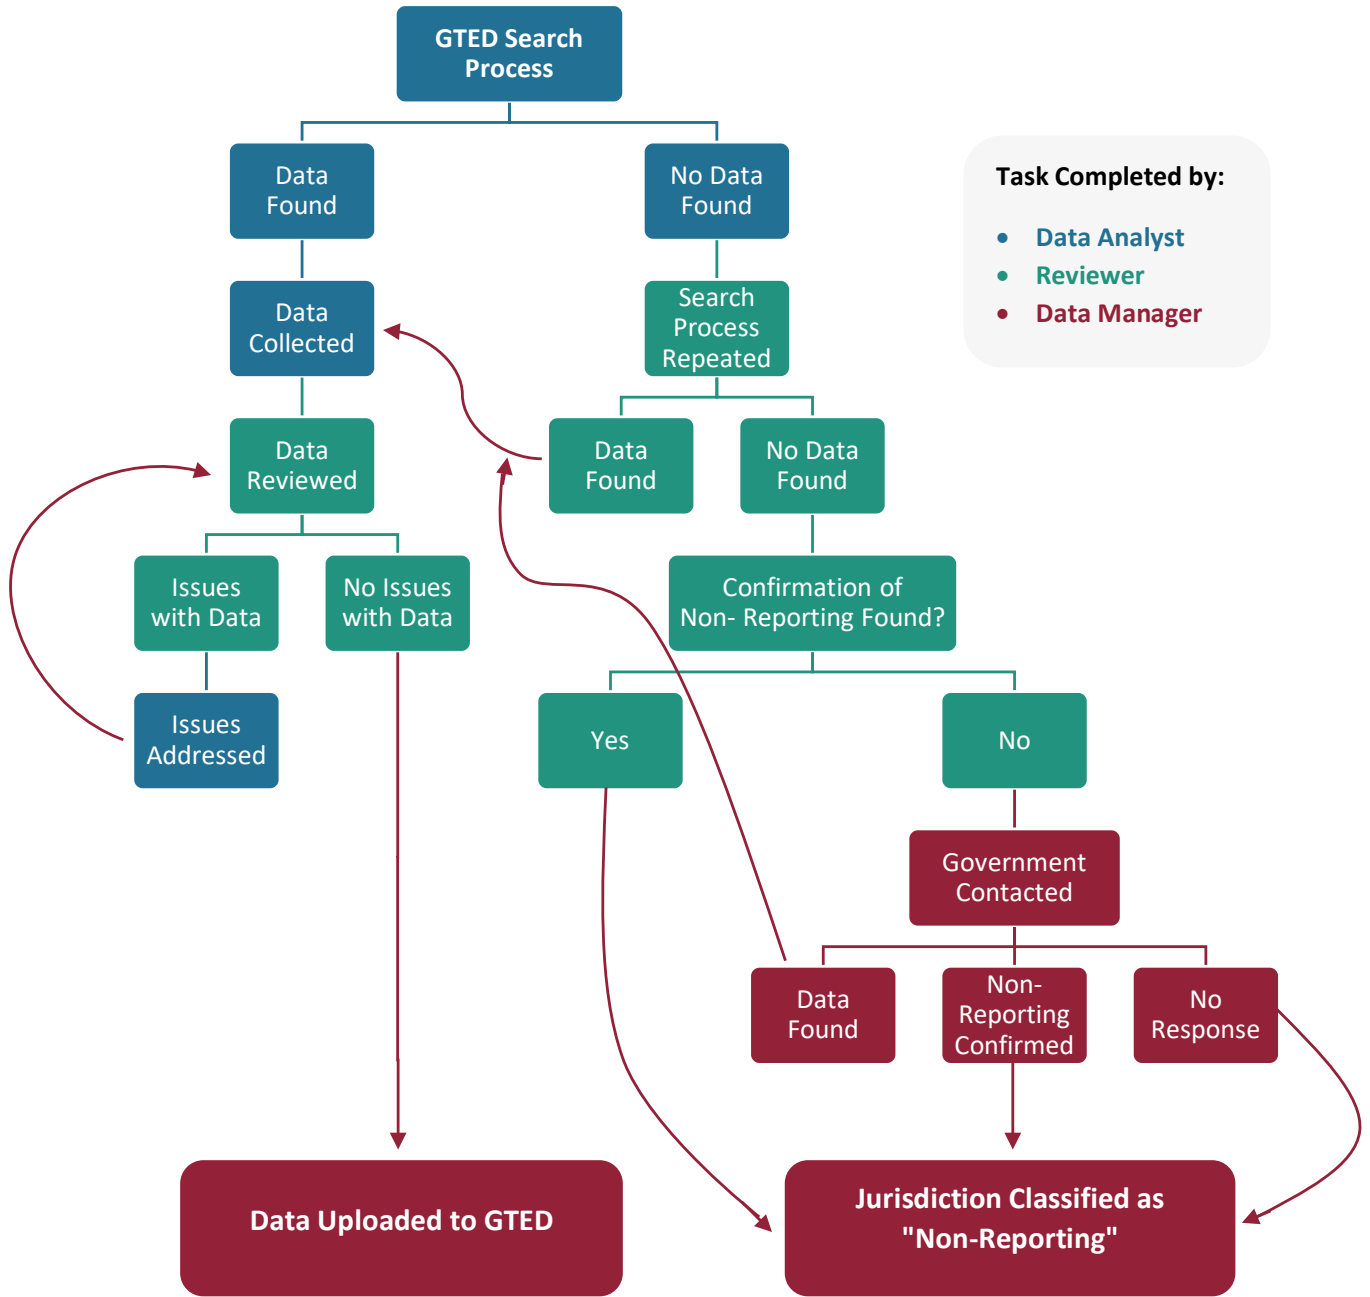 GTED Search
Process
Data
Found
No Data
Found
Task Completed by:
• Data Analyst
• Reviewer
• Data Manager
Data
Collected
Search
Process
Repeated
Data
Reviewed
Data
Found
No Data
Found
Issues
with Data
No Issues
with Data
Confirmation of
Non- Reporting Found?
Issues
Addressed
Yes
No
Government
Contacted
Data
Found
Non-
Reporting
Confirmed
No
Response
Data Uploaded to GTED
Jurisdiction Classified as
"Non-Reporting"